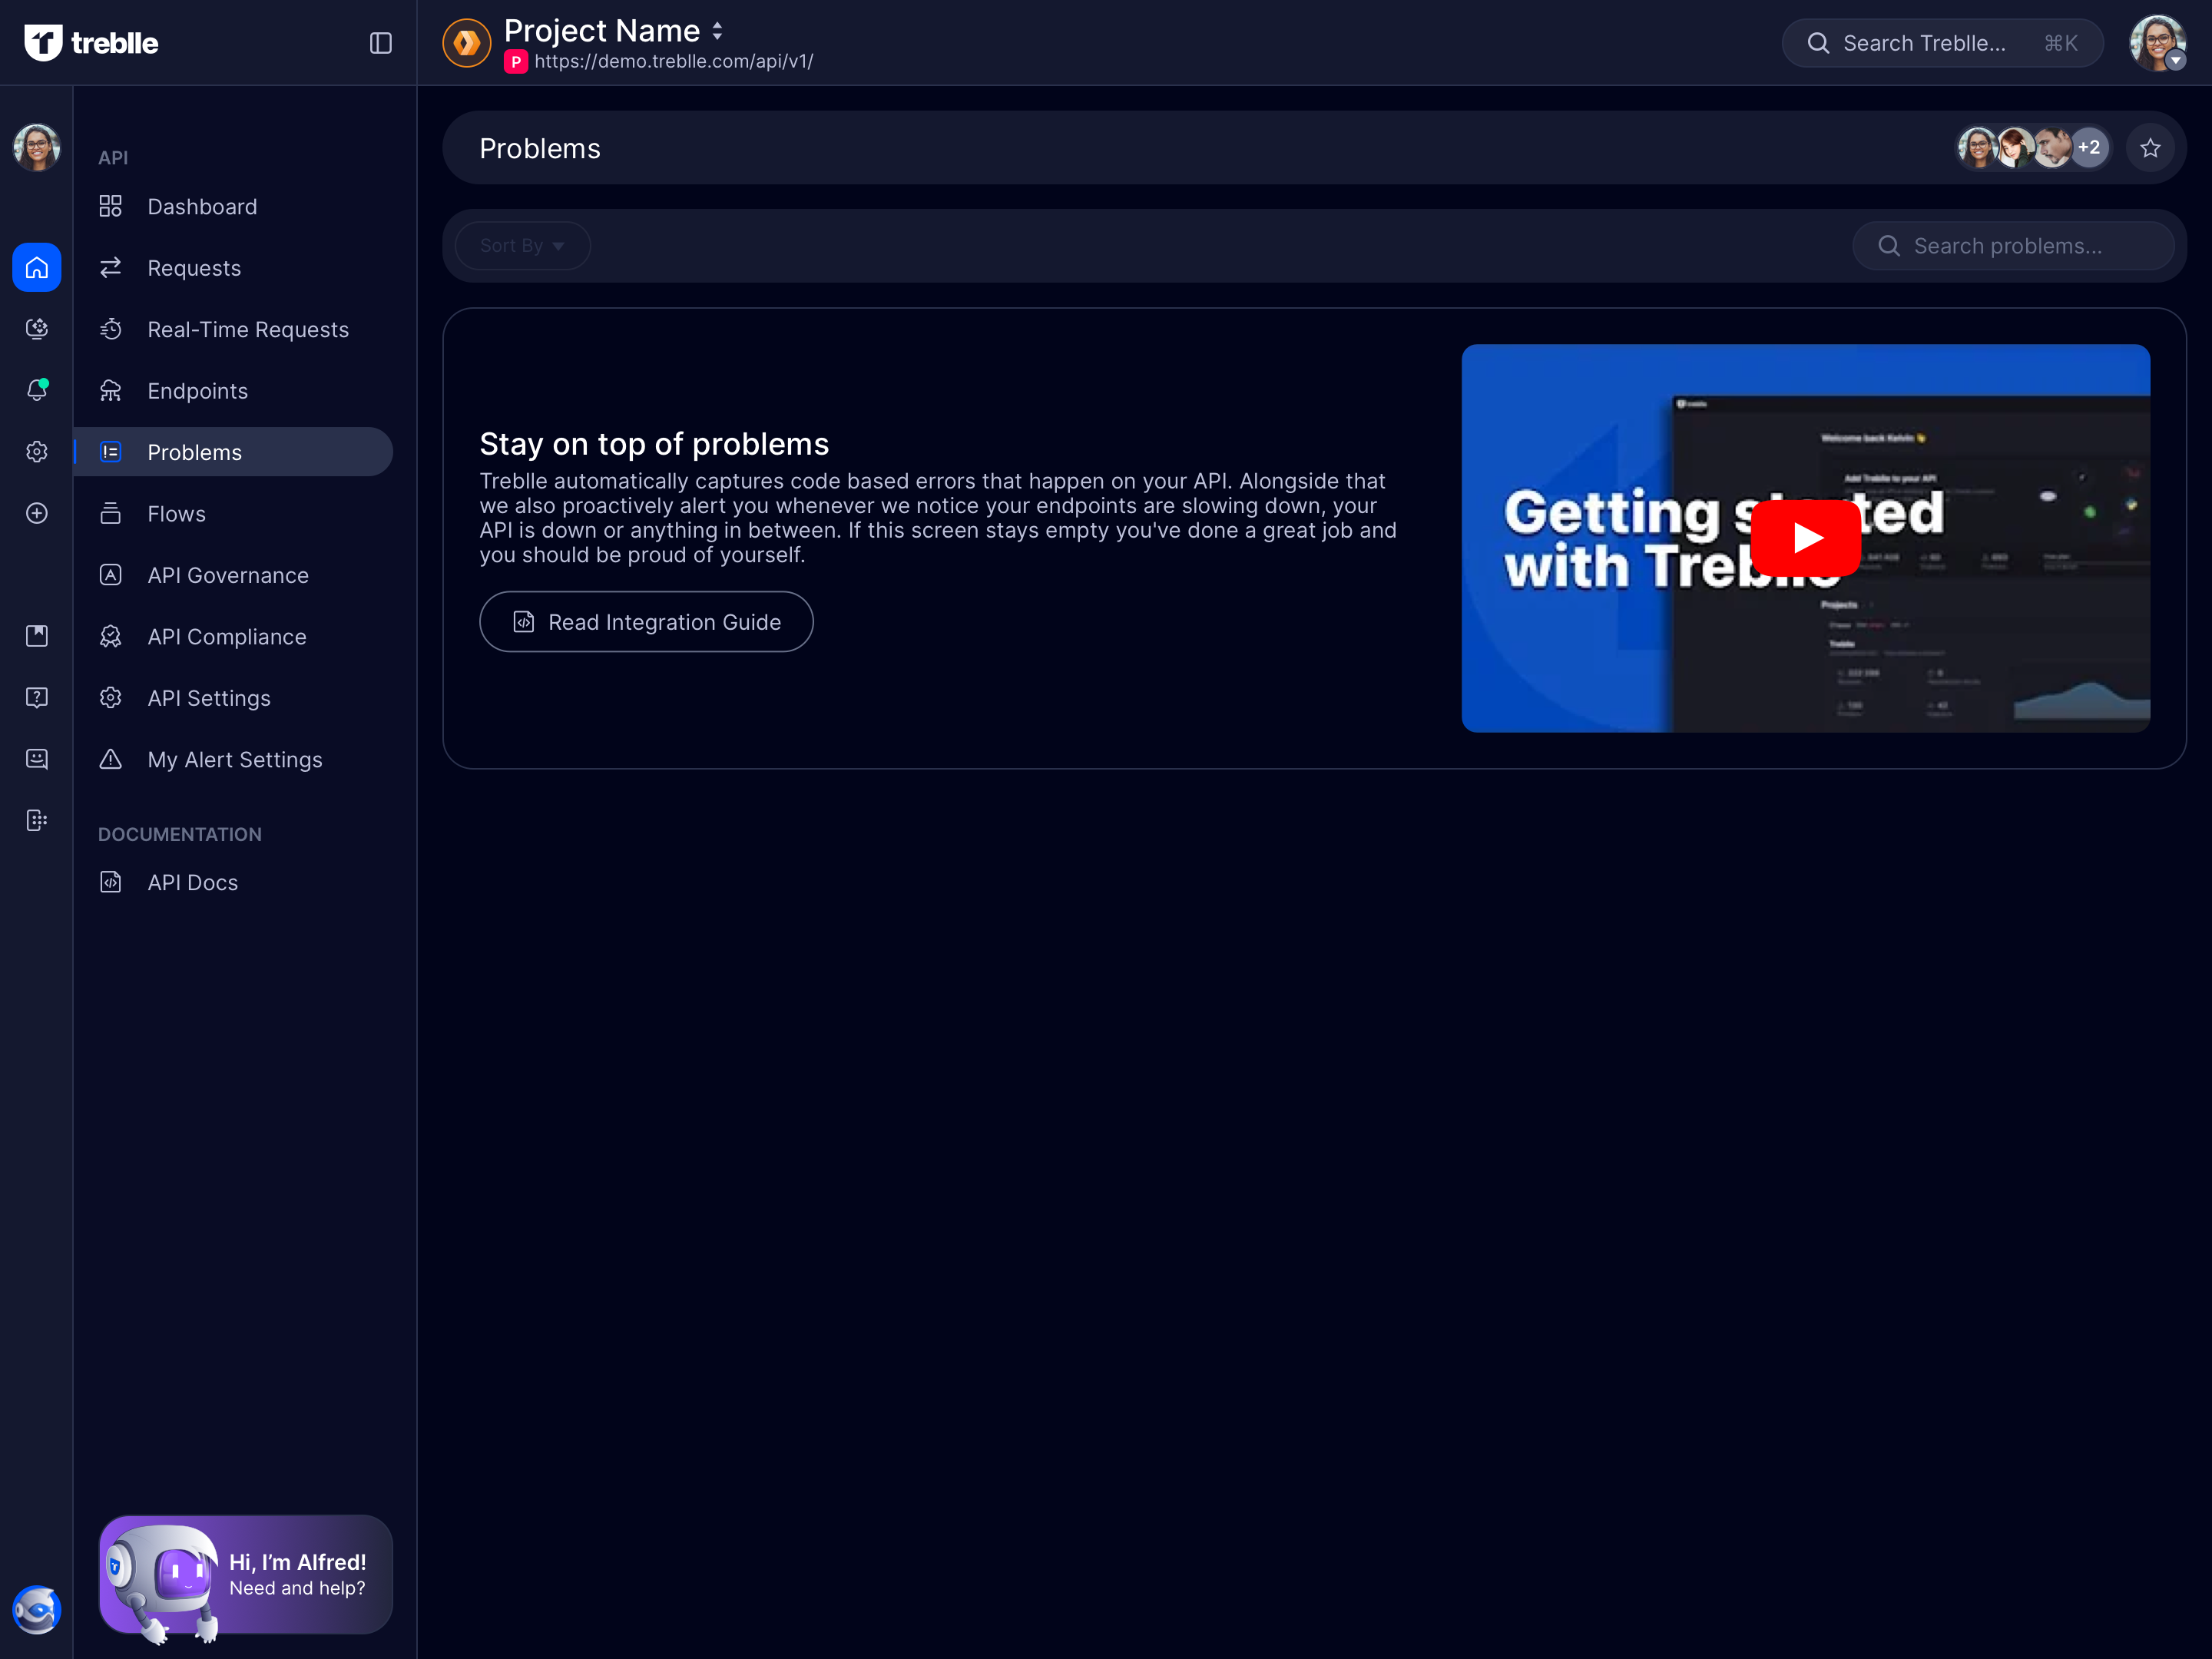 treblle
Project Name
P https://demo.treblle.com/api/v1/
Search Treblle... ⌘K
API
Dashboard
Requests
Real-Time Requests
Endpoints
Problems
Flows
API Governance
API Compliance
API Settings
My Alert Settings
DOCUMENTATION
API Docs
Hi, I’m Alfred!
Need and help?
Problems
+2
Sort By
Search problems...
Stay on top of problems
Treblle automatically captures code based errors that happen on your API. Alongside that
we also proactively alert you whenever we notice your endpoints are slowing down, your
API is down or anything in between. If this screen stays empty you've done a great job and
you should be proud of yourself.
Read Integration Guide
treblle
Welcome back Kelvin
Add Treblle to your API
Getting started
with Treblle
Projects
Treblle